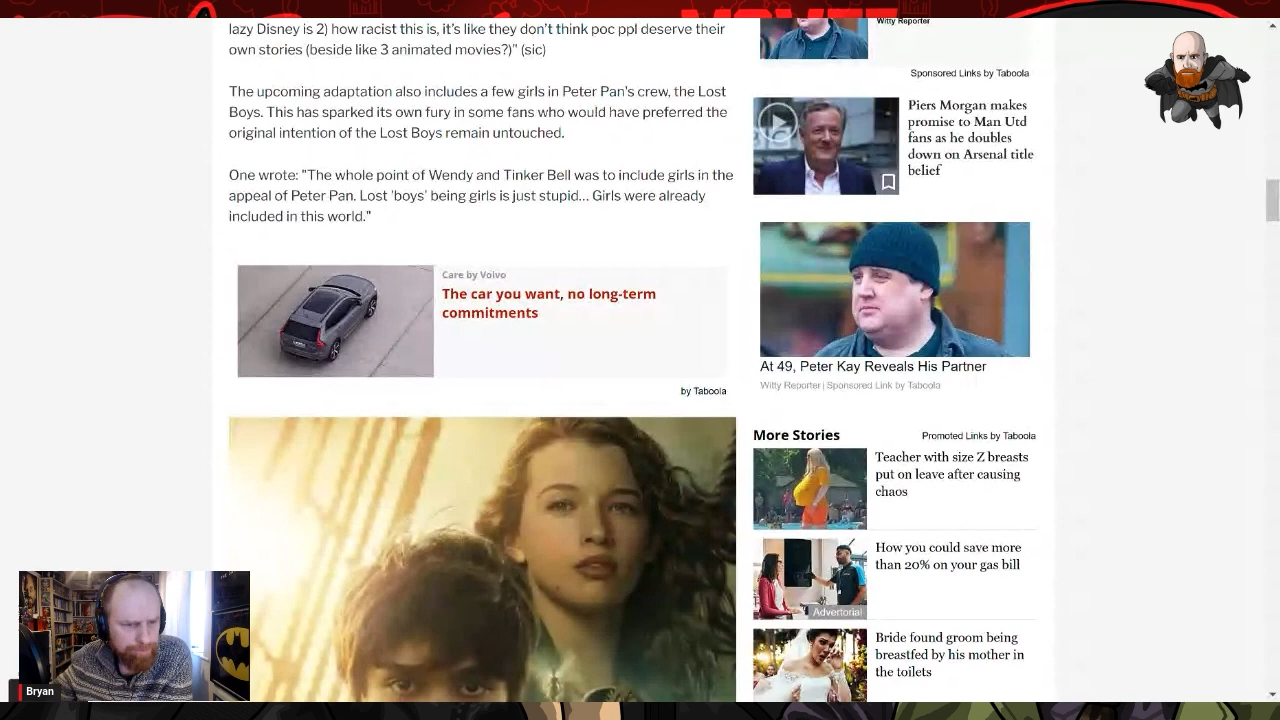 lazy Disney is 2) how racist this is, it's like they don't think poc ppl deserve their
own stories (beside like 3 animated movies?)" (sic)
The upcoming adaptation also includes a few girls in Peter Pan's crew, the Lost
Boys. This has sparked its own fury in some fans who would have preferred the
original intention of the Lost Boys remain untouched.
One wrote: "The whole point of Wendy and Tinker Bell was to include girls in the
appeal of Peter Pan. Lost 'boys' being girls is just stupid… Girls were already
included in this world."
Care by Volvo
The car you want, no long-term
commitments
by Taboola
Witty Reporter
Sponsored Links by Taboola
Piers Morgan makes
promise to Man Utd
fans as he doubles
down on Arsenal title
belief
At 49, Peter Kay Reveals His Partner
Witty Reporter | Sponsored Link by Taboola
More Stories
Promoted Links by Taboola
Teacher with size Z breasts
put on leave after causing
chaos
How you could save more
than 20% on your gas bill
Advertorial
Bride found groom being
breastfed by his mother in
the toilets
Bryan